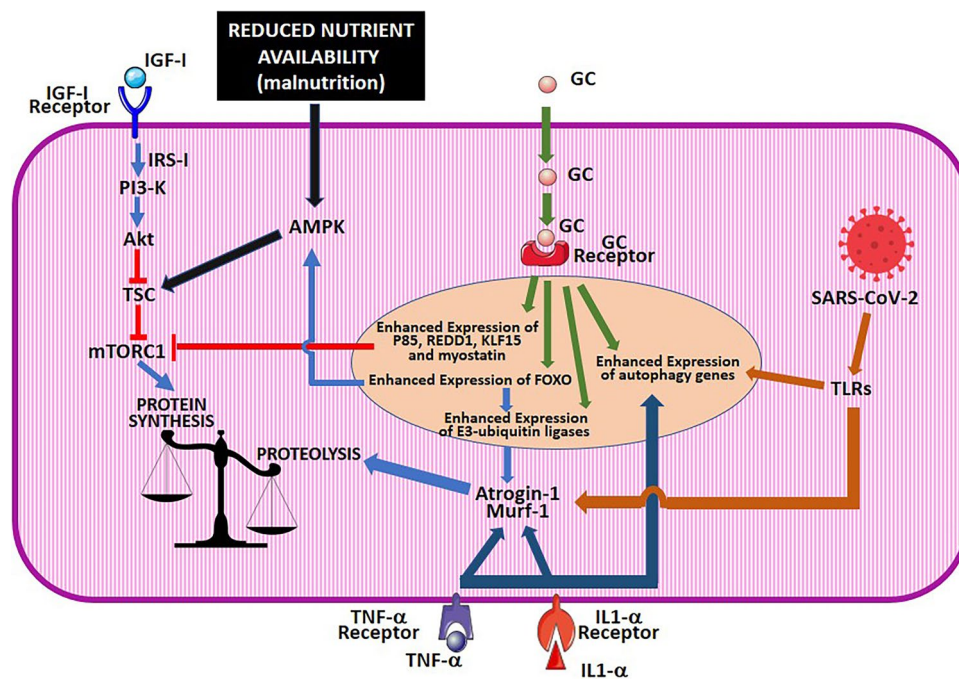 IGF-I
IGF-I
Receptor
REDUCED NUTRIENT
AVAILABILITY
(malnutrition)
GC
IRS-I
PI3-K
GC
Akt
AMPK
GC
GC
Receptor
TSC
SARS-CoV-2
mTORC1
Enhanced Expression of
P85, REDD1, KLF15
and myostatin
Enhanced Expression
of autophagy genes
Enhanced Expression of FOXO
TLRs
PROTEIN
SYNTHESIS
Enhanced Expression
of E3-ubiquitin ligases
PROTEOLYSIS
Atrogin-1
Murf-1
TNF-α
Receptor
TNF-α
IL1-α
Receptor
IL1-α